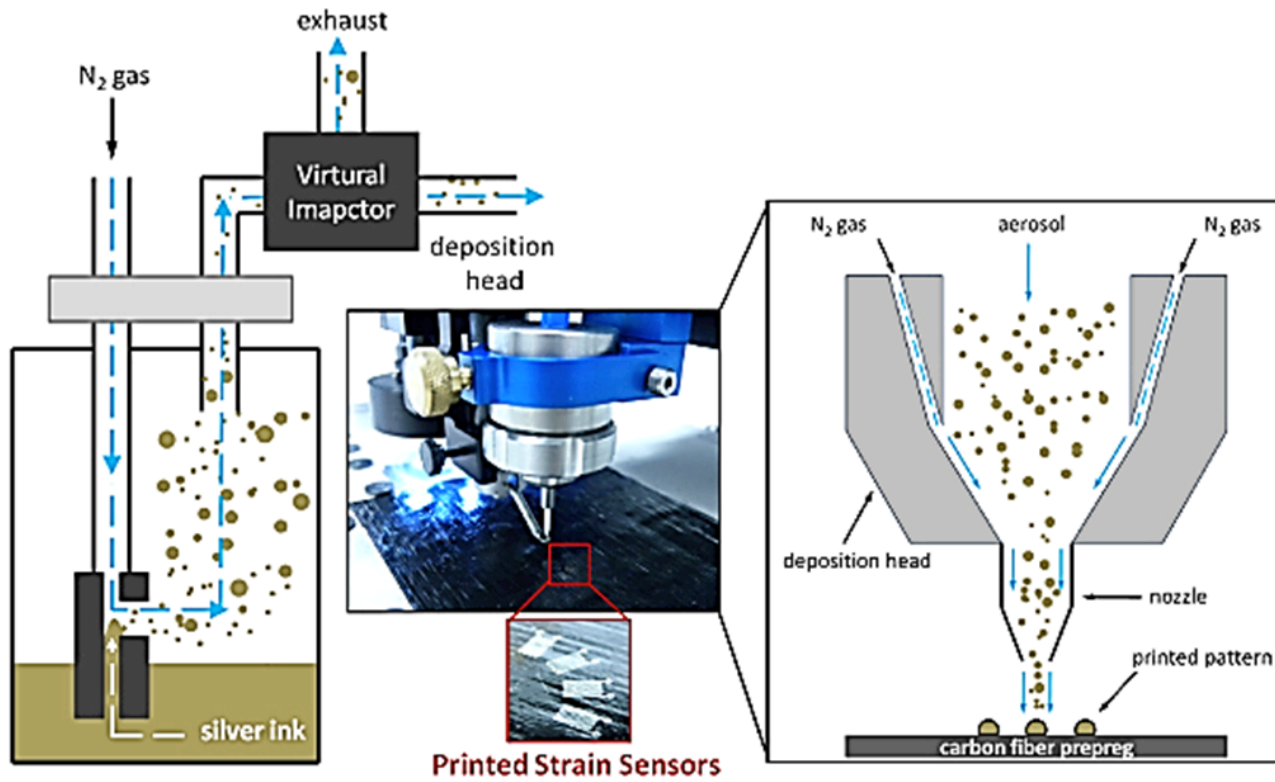 exhaust
N₂ gas
Virtural
Imapctor
deposition
head
silver ink
Printed Strain Sensors
N₂ gas
aerosol
N₂ gas
deposition head
nozzle
printed pattern
carbon fiber prepreg